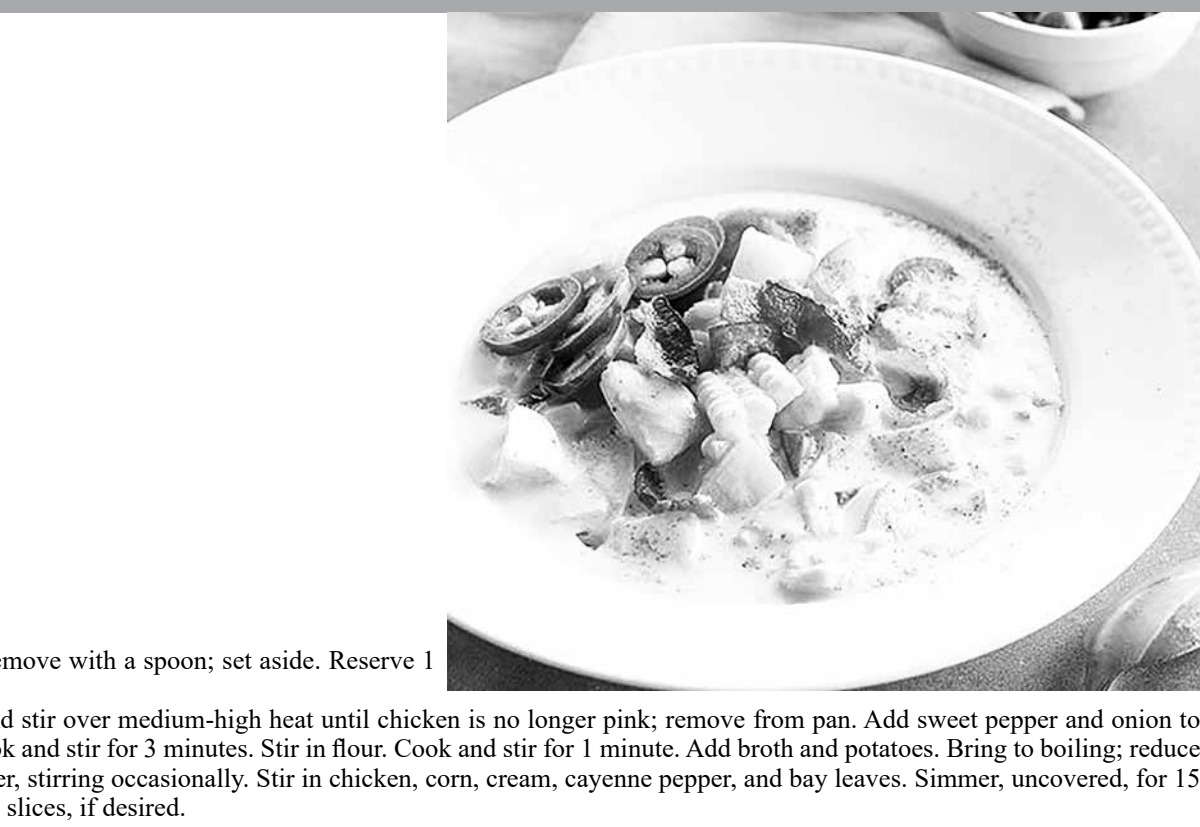 emove with a spoon; set aside. Reserve 1
d stir over medium-high heat until chicken is no longer pink; remove from pan. Add sweet pepper and onion to
k and stir for 3 minutes. Stir in flour. Cook and stir for 1 minute. Add broth and potatoes. Bring to boiling; reduce
er, stirring occasionally. Stir in chicken, corn, cream, cayenne pepper, and bay leaves. Simmer, uncovered, for 15
slices, if desired.